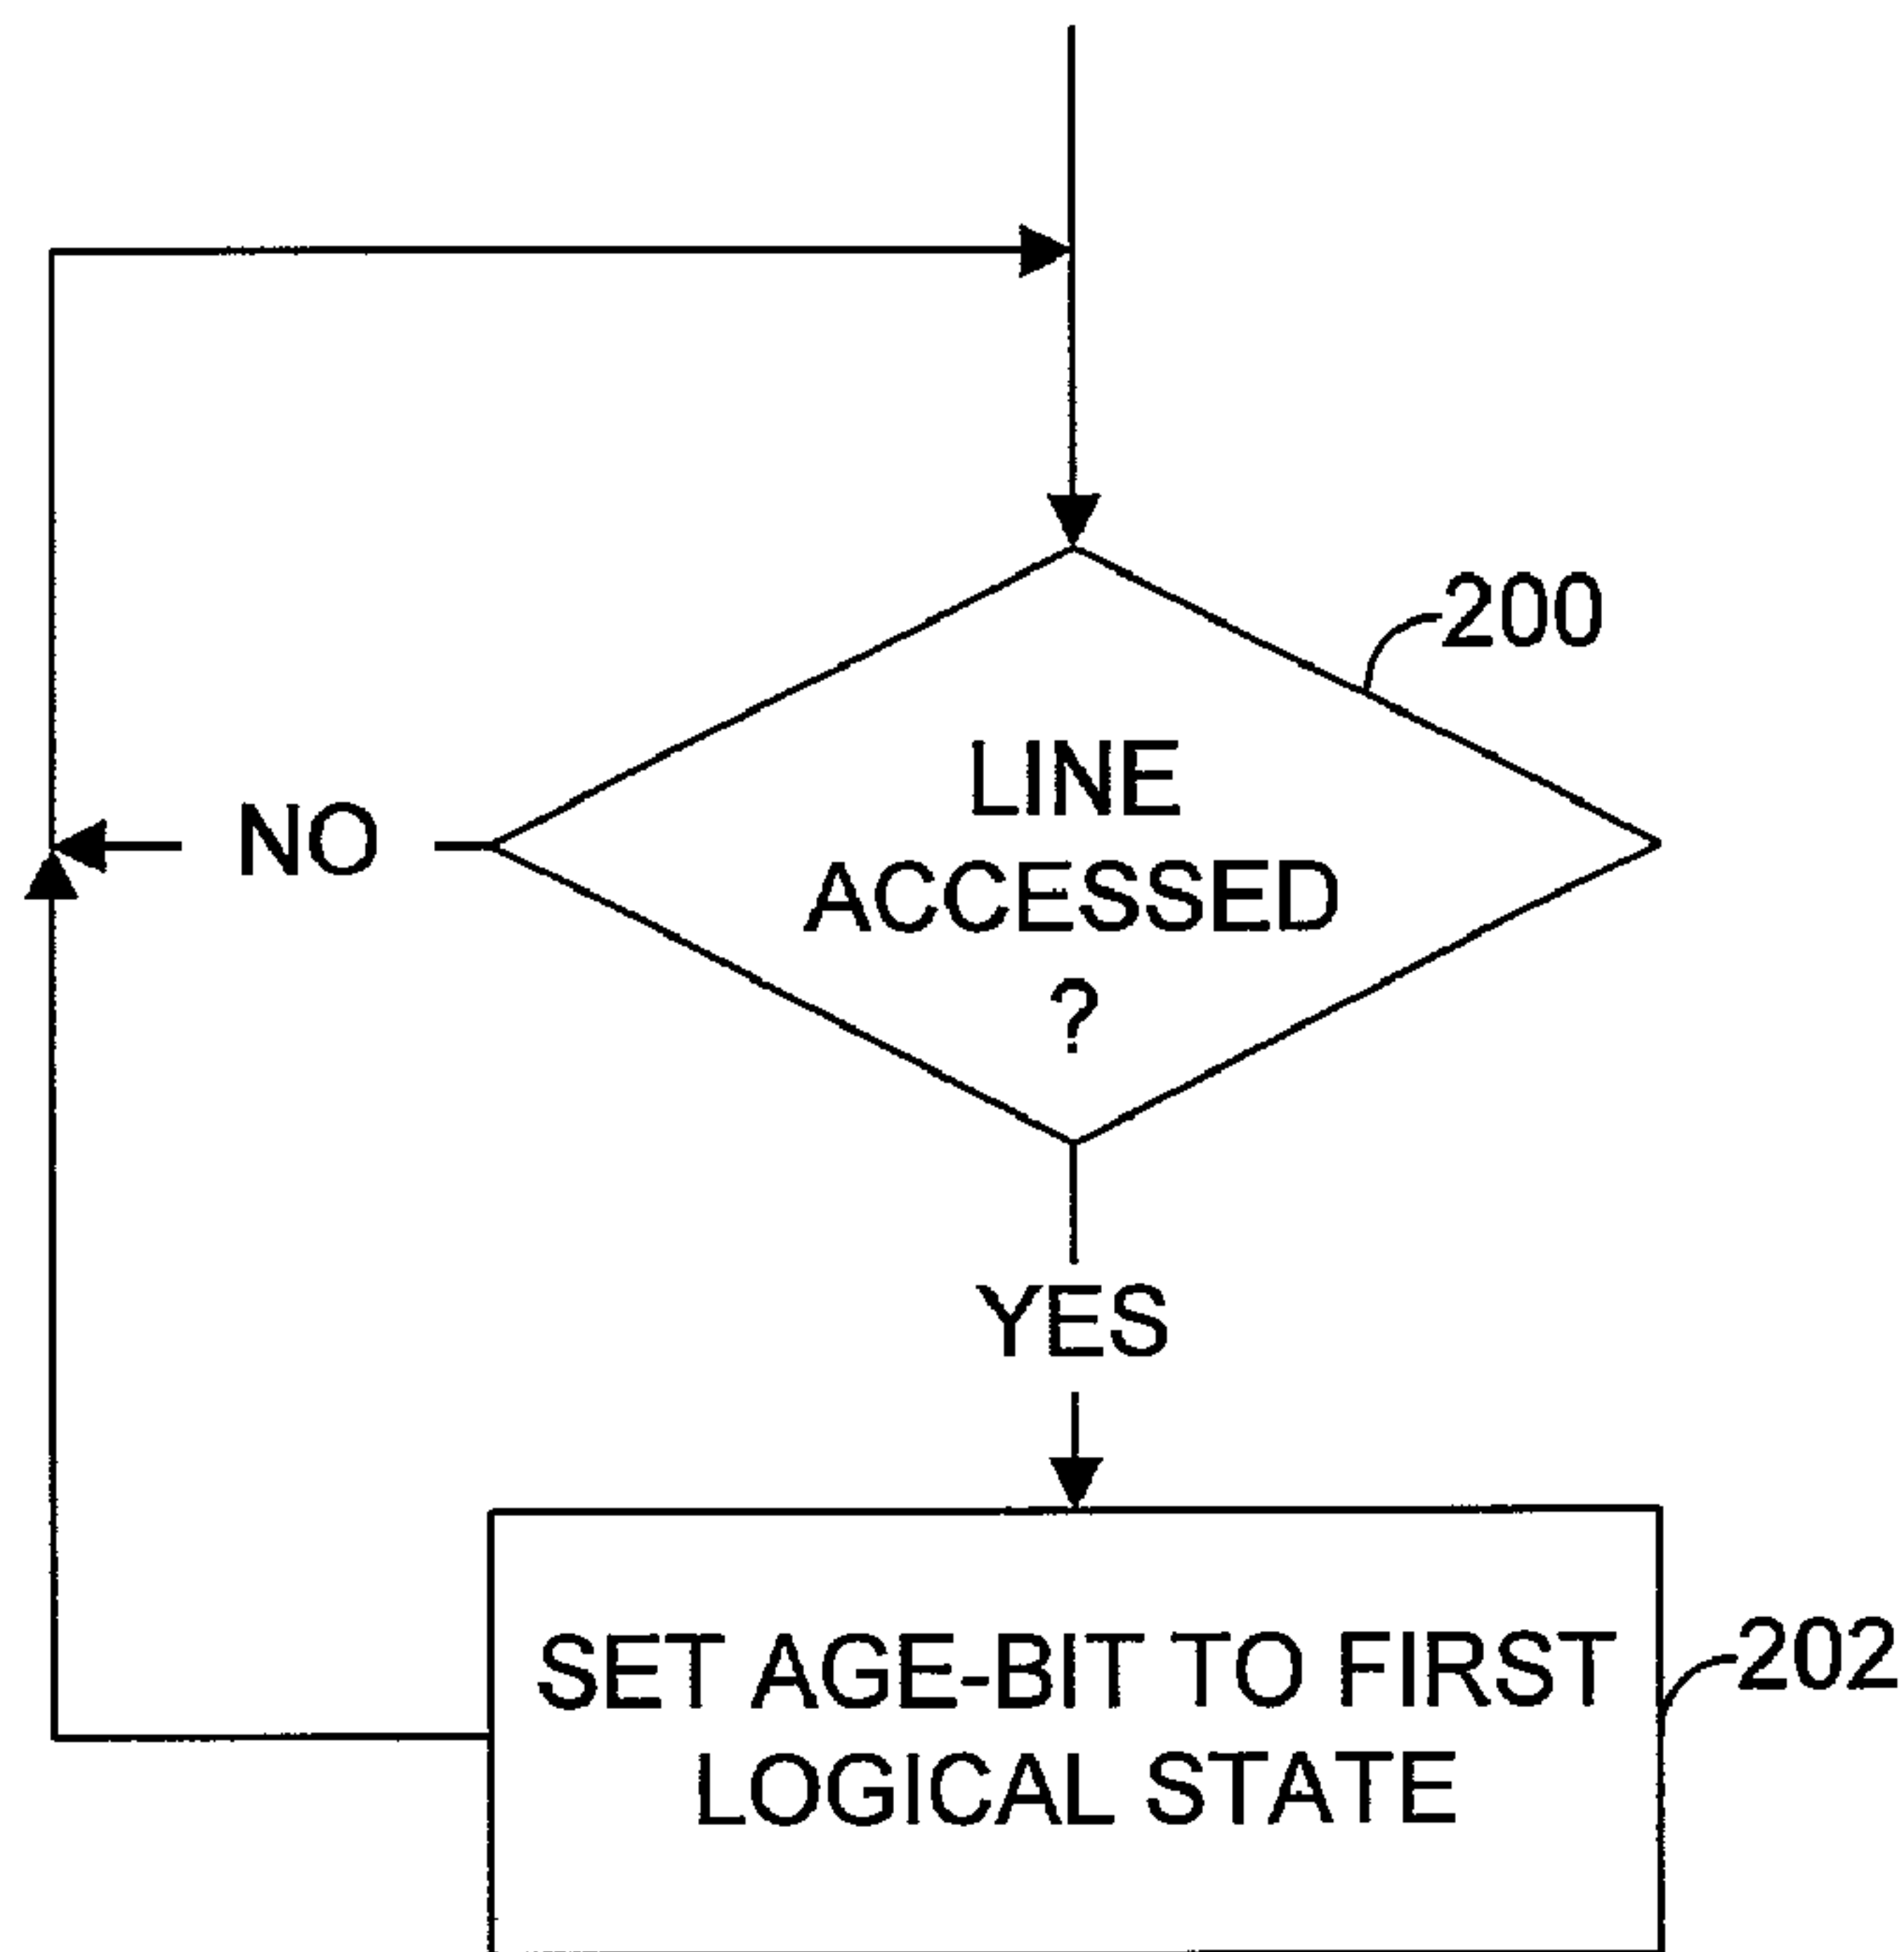 200
LINE
ACCESSED
?
NO
YES
SET AGE-BIT TO FIRST
LOGICAL STATE
202